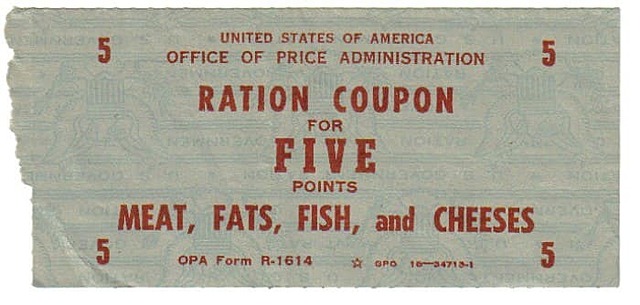 5 UNITED STATES OF AMERICA 5
OFFICE OF PRICE ADMINISTRATION
RATION COUPON
FOR
FIVE
POINTS
MEAT, FATS, FISH, and CHEESES
5 OPA Form R-1614 ☆ GPO 16—34713-1 5